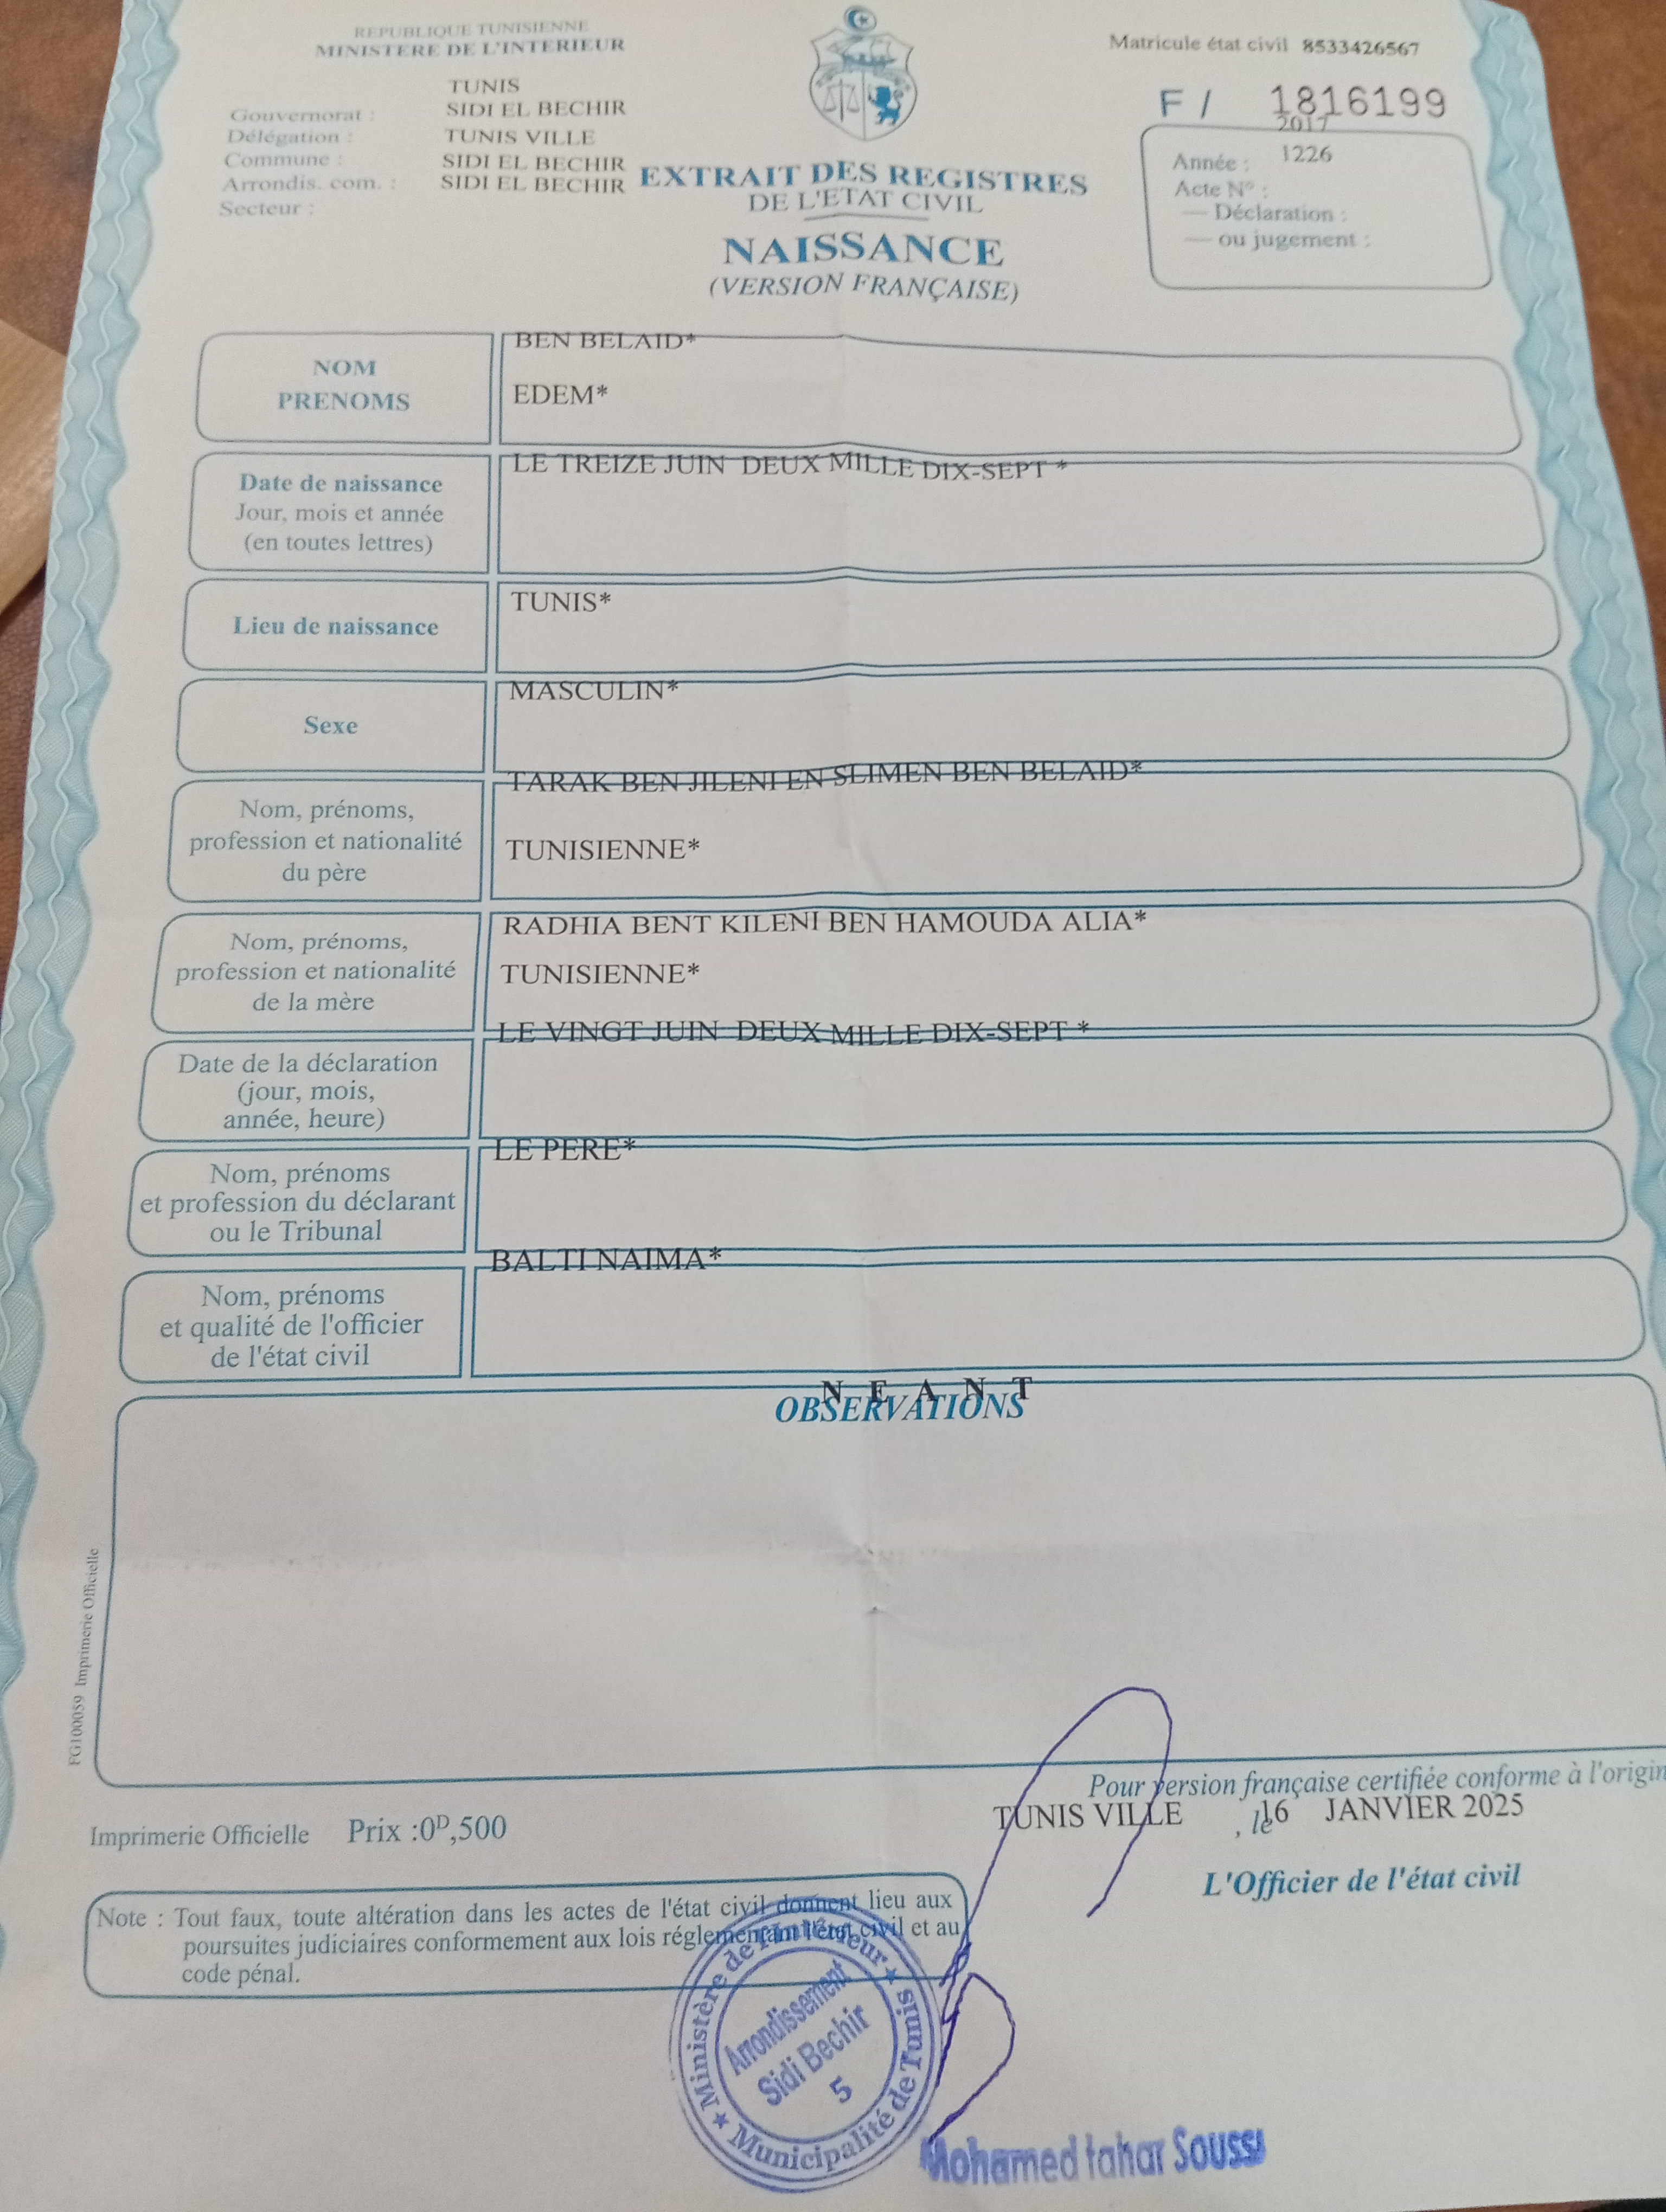 REPUBLIQUE TUNISIENNE
MINISTERE DE L'INTERIEUR
Matricule état civil 8533426567
F / 1816199
TUNIS
Gouvernorat : SIDI EL BECHIR
Délégation : TUNIS VILLE
Commune : SIDI EL BECHIR
Arrondis. com. : SIDI EL BECHIR
Secteur :
2017
Année : 1226
Acte N° :
— Déclaration :
— ou jugement :
EXTRAIT DES REGISTRES
DE L'ETAT CIVIL
NAISSANCE
(VERSION FRANÇAISE)
NOM
PRENOMS
BEN BELAID*
EDEM*
Date de naissance
Jour, mois et année
(en toutes lettres)
LE TREIZE JUIN DEUX MILLE DIX-SEPT *
Lieu de naissance
TUNIS*
Sexe
MASCULIN*
Nom, prénoms,
profession et nationalité
du père
TARAK BEN JILENI EN SLIMEN BEN BELAID*
TUNISIENNE*
Nom, prénoms,
profession et nationalité
de la mère
RADHIA BENT KILENI BEN HAMOUDA ALIA*
TUNISIENNE*
Date de la déclaration
(jour, mois,
année, heure)
LE VINGT JUIN DEUX MILLE DIX-SEPT *
Nom, prénoms
et profession du déclarant
ou le Tribunal
LE PERE*
Nom, prénoms
et qualité de l'officier
de l'état civil
BALTI NAIMA*
N E A N T
OBSERVATIONS
FG100059 Imprimerie Officielle
Pour version française certifiée conforme à l'origin
TUNIS VILLE , le 16 JANVIER 2025
L'Officier de l'état civil
Imprimerie Officielle Prix :0D,500
Note : Tout faux, toute altération dans les actes de l'état civil donnent lieu aux
poursuites judiciaires conformement aux lois réglementant l'état civil et au
code pénal.
Ministère de l'intérieur
Arrondissement
Sidi Bechir
5
Municipalité de Tunis
Mohamed tahar Soussi